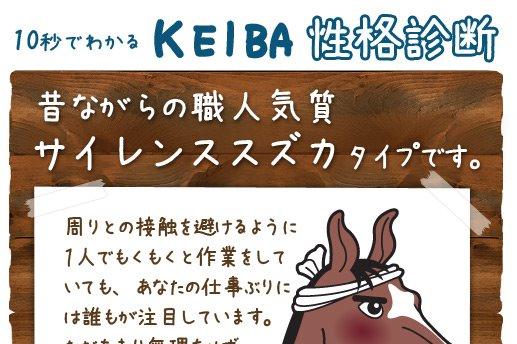 10秒でわかる KEIBA 性格診断
昔ながらの職人気質
サイレンススズカ タイプです。
周りとの接触を避けるように
1人でもくもくと作業をして
いても、あなたの仕事ぶりに
は誰もが注目しています。